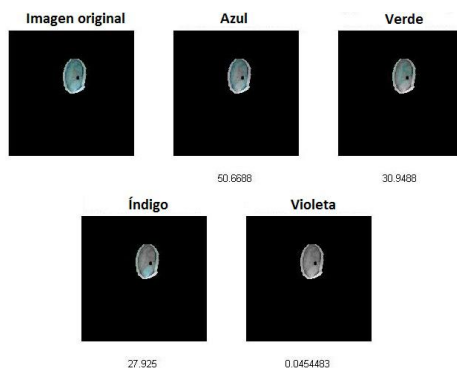 Imagen original
Azul
Verde
50.6688
30.9488
Índigo
Violeta
27.925
0.0454483